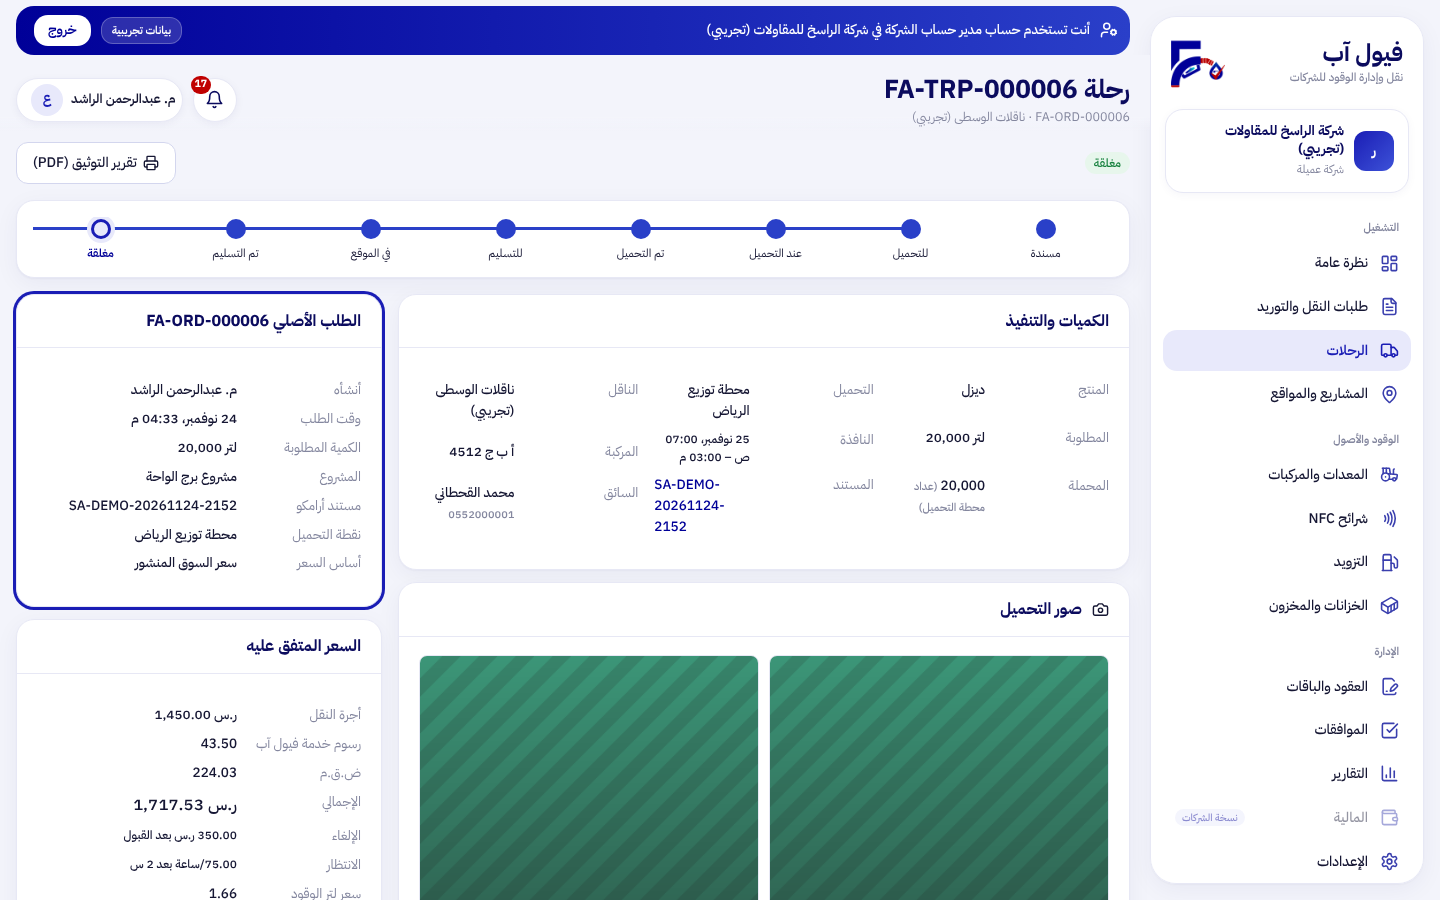 أنت تستخدم حساب مدير حساب الشركة في شركة الراسخ للمقاولات (تجريبي)
بيانات تجريبية
خروج
فيول آب
نقل وإدارة الوقود للشركات
شركة الراسخ للمقاولات (تجريبي)
شركة عميلة
ر
التشغيل
نظرة عامة
طلبات النقل والتوريد
الرحلات
المشاريع والمواقع
الوقود والأصول
المعدات والمركبات
شرائح NFC
التزويد
الخزانات والمخزون
الإدارة
العقود والباقات
الموافقات
التقارير
المالية
نسخة الشركات
الإعدادات
رحلة FA-TRP-000006
FA-ORD-000006 · ناقلات الوسطى (تجريبي)
17
م. عبدالرحمن الراشد
ع
مغلقة
تقرير التوثيق (PDF)
مسندة
للتحميل
عند التحميل
تم التحميل
للتسليم
في الموقع
تم التسليم
مغلقة
الكميات والتنفيذ
المنتج
ديزل
المطلوبة
20,000 لتر
المحملة
20,000 (عداد محطة التحميل)
التحميل
محطة توزيع الرياض
النافذة
25 نوفمبر، 07:00 ص – 03:00 م
المستند
SA-DEMO-20261124-2152
الناقل
ناقلات الوسطى (تجريبي)
المركبة
أ ب ج 4512
السائق
محمد القحطاني
0552000001
صور التحميل
الطلب الأصلي FA-ORD-000006
أنشأه
م. عبدالرحمن الراشد
وقت الطلب
24 نوفمبر، 04:33 م
الكمية المطلوبة
20,000 لتر
المشروع
مشروع برج الواحة
مستند أرامكو
SA-DEMO-20261124-2152
نقطة التحميل
محطة توزيع الرياض
أساس السعر
سعر السوق المنشور
السعر المتفق عليه
أجرة النقل
1,450.00 ر.س
رسوم خدمة فيول آب
43.50
ض.ق.م
224.03
الإجمالي
1,717.53 ر.س
الإلغاء
350.00 ر.س بعد القبول
الانتظار
75.00/ساعة بعد 2 س
سعر لتر الوقود
1.66